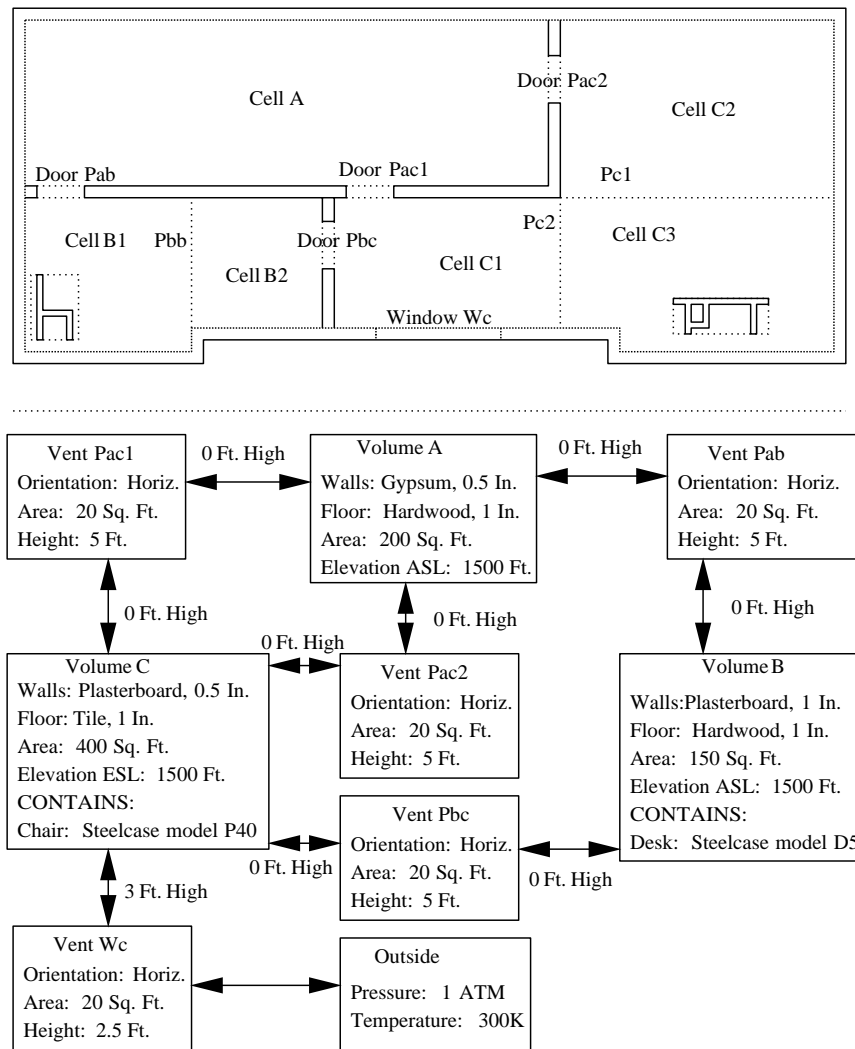 Door Pac2
Cell A
Cell C2
Door Pab
Door Pac1
Pc1
Cell B1
Pbb
Door Pbc
Pc2
Cell C3
Cell B2
Cell C1
Window Wc
Vent Pac1
Orientation: Horiz.
Area: 20 Sq. Ft.
Height: 5 Ft.
0 Ft. High
Volume A
Walls: Gypsum, 0.5 In.
Floor: Hardwood, 1 In.
Area: 200 Sq. Ft.
Elevation ASL: 1500 Ft.
0 Ft. High
Vent Pab
Orientation: Horiz.
Area: 20 Sq. Ft.
Height: 5 Ft.
0 Ft. High
0 Ft. High
0 Ft. High
Volume C
Walls: Plasterboard, 0.5 In.
Floor: Tile, 1 In.
Area: 400 Sq. Ft.
Elevation ESL: 1500 Ft.
CONTAINS:
Chair: Steelcase model P40
Vent Pac2
Orientation: Horiz.
Area: 20 Sq. Ft.
Height: 5 Ft.
Volume B
Walls:Plasterboard, 1 In.
Floor: Hardwood, 1 In.
Area: 150 Sq. Ft.
Elevation ASL: 1500 Ft.
CONTAINS:
Desk: Steelcase model D5
Vent Pbc
Orientation: Horiz.
Area: 20 Sq. Ft.
Height: 5 Ft.
0 Ft. High
0 Ft. High
3 Ft. High
Vent Wc
Orientation: Horiz.
Area: 20 Sq. Ft.
Height: 2.5 Ft.
Outside
Pressure: 1 ATM
Temperature: 300K